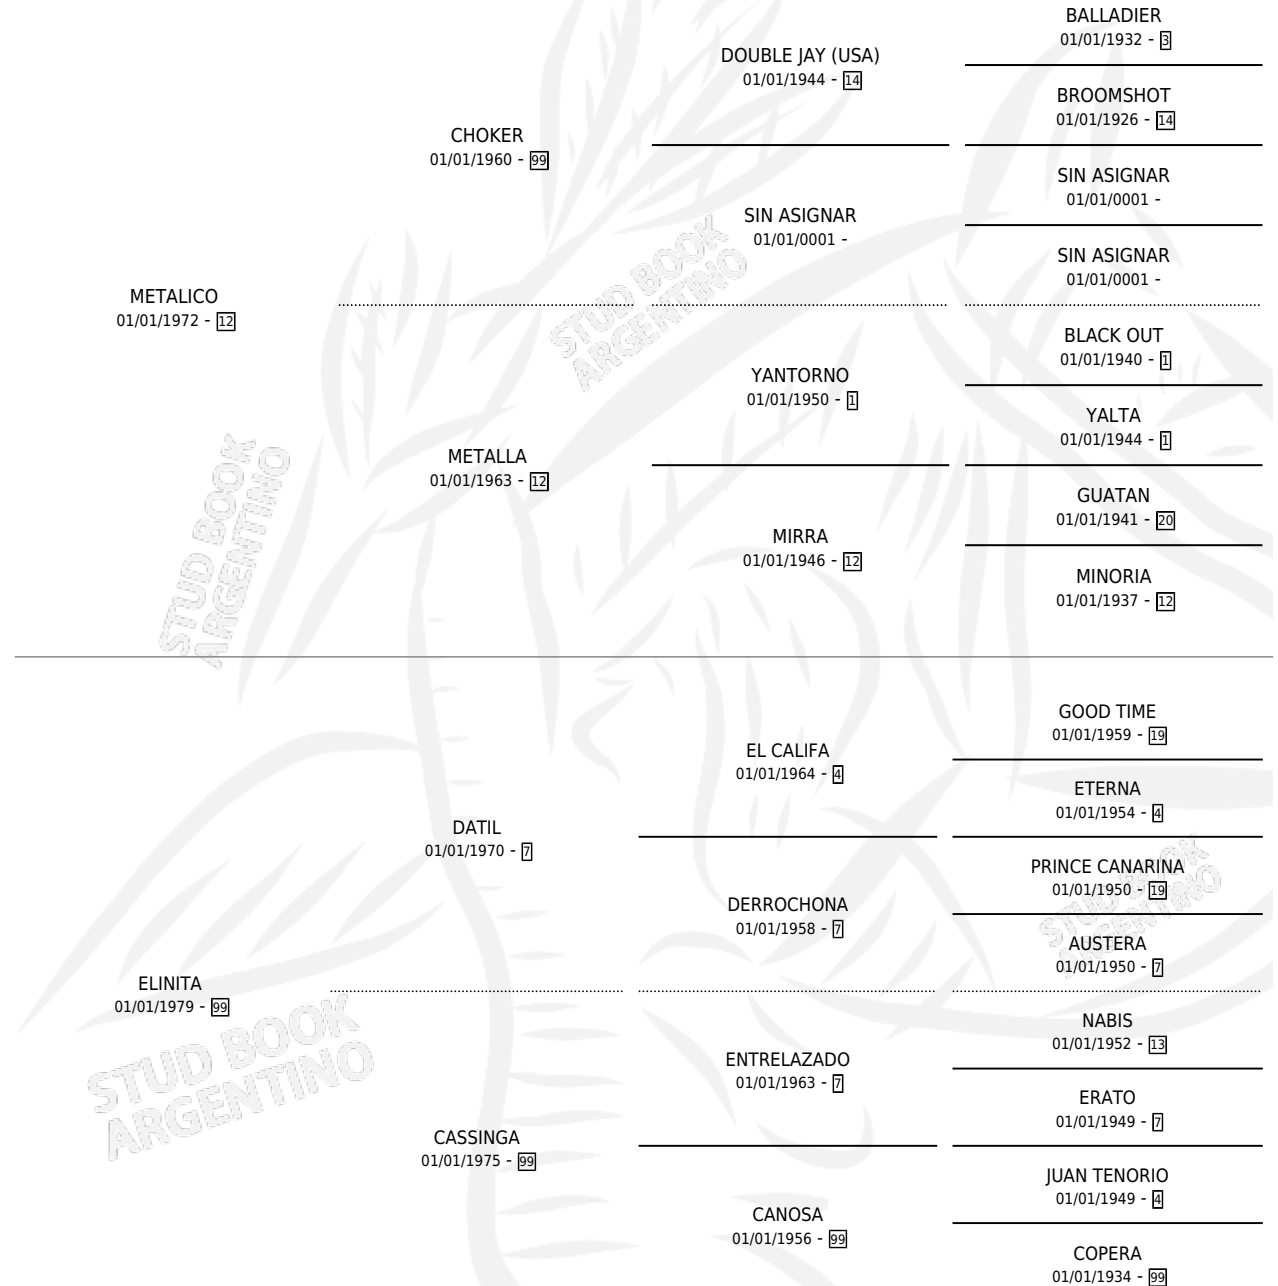 BALLADIER
01/01/1932 - 3
DOUBLE JAY (USA)
01/01/1944 - 14
BROOMSHOT
01/01/1926 - 14
CHOKER
01/01/1960 - 99
SIN ASIGNAR
01/01/0001 -
SIN ASIGNAR
01/01/0001 -
SIN ASIGNAR
01/01/0001 -
METALICO
01/01/1972 - 12
STUD BOOK
ARGENTINO
BLACK OUT
01/01/1940 - 1
YANTORNO
01/01/1950 - 1
YALTA
01/01/1944 - 1
METALLA
01/01/1963 - 12
GUATAN
01/01/1941 - 20
MIRRA
01/01/1946 - 12
MINORIA
01/01/1937 - 12
STUD BOOK
ARGENTINO
GOOD TIME
01/01/1959 - 19
EL CALIFA
01/01/1964 - 4
ETERNA
01/01/1954 - 4
DATIL
01/01/1970 - 7
PRINCE CANARINA
01/01/1950 - 19
DERROCHONA
01/01/1958 - 7
AUSTERA
01/01/1950 - 7
STUD BOOK
ARGENTINO
ELINITA
01/01/1979 - 99
NABIS
01/01/1952 - 13
ENTRELAZADO
01/01/1963 - 7
ERATO
01/01/1949 - 7
STUD BOOK
ARGENTINO
CASSINGA
01/01/1975 - 99
JUAN TENORIO
01/01/1949 - 4
CANOSA
01/01/1956 - 99
COPERA
01/01/1934 - 99